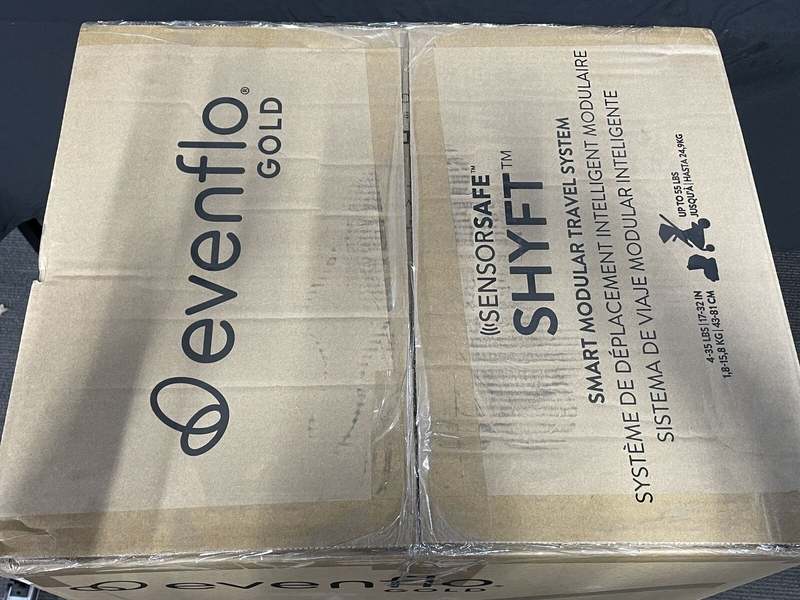 evenflo®
GOLD
SENSORSAFE™
SHYFT™
SMART MODULAR TRAVEL SYSTEM
SYSTÈME DE DÉPLACEMENT INTELLIGENT MODULAIRE
SISTEMA DE VIAJE MODULAR INTELIGENTE
4-35 LBS | 17-32 IN
1,8-15,8 KG | 43-81 CM
UP TO 55 LBS
JUSQU'À | HASTA 24,9KG
evenflo
GOLD